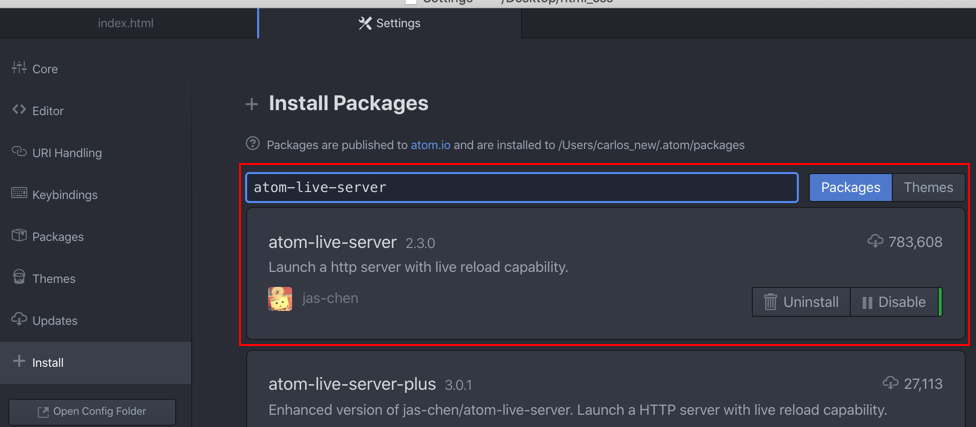 Settings
/Desktop/html_css
index.html
Settings
Core
Editor
URI Handling
Keybindings
Packages
Themes
Updates
Install
Open Config Folder
Install Packages
Packages are published to atom.io and are installed to /Users/carlos_new/.atom/packages
atom-live-server
Packages Themes
atom-live-server 2.3.0 783,608
Launch a http server with live reload capability.
jas-chen
Uninstall Disable
atom-live-server-plus 3.0.1 27,113
Enhanced version of jas-chen/atom-live-server. Launch a HTTP server with live reload capability.